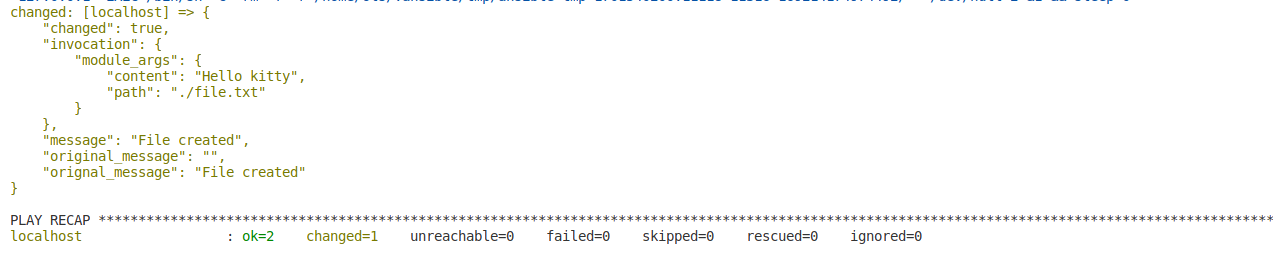 changed: [localhost] => {
    "changed": true,
    "invocation": {
        "module_args": {
            "content": "Hello kitty",
            "path": "./file.txt"
        }
    },
    "message": "File created",
    "original_message": "",
    "orignal_message": "File created"
}
PLAY RECAP ***************************************************************************************************************************************************
localhost                  : ok=2    changed=1    unreachable=0    failed=0    skipped=0    rescued=0    ignored=0